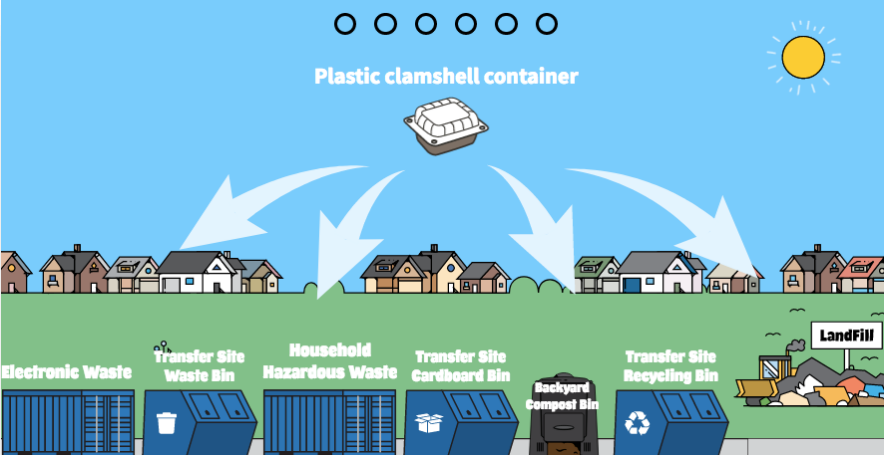 Plastic clamshell container
LandFill
Electronic Waste
Transfer Site
Waste Bin
Household
Hazardous Waste
Transfer Site
Cardboard Bin
Backyard
Compost Bin
Transfer Site
Recycling Bin